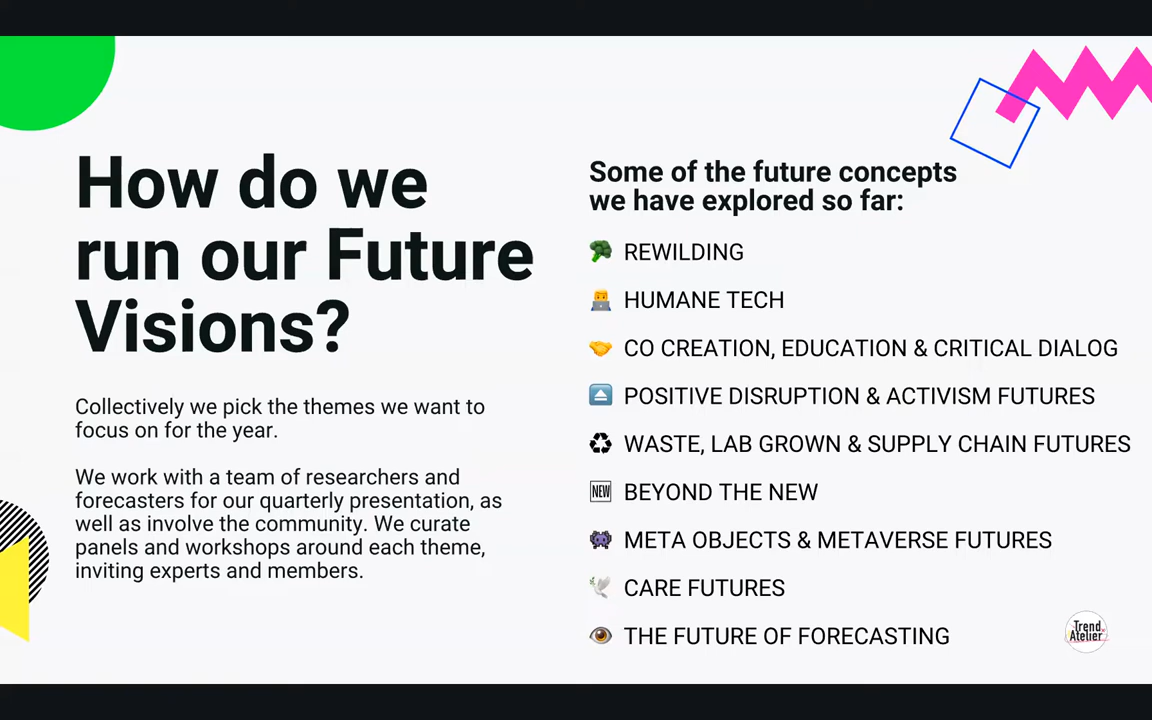 How do we
run our Future
Visions?
Collectively we pick the themes we want to
focus on for the year.
We work with a team of researchers and
forecasters for our quarterly presentation, as
well as involve the community. We curate
panels and workshops around each theme,
inviting experts and members.
Some of the future concepts
we have explored so far:
REWILDING
HUMANE TECH
CO CREATION, EDUCATION & CRITICAL DIALOG
POSITIVE DISRUPTION & ACTIVISM FUTURES
WASTE, LAB GROWN & SUPPLY CHAIN FUTURES
NEW BEYOND THE NEW
META OBJECTS & METAVERSE FUTURES
CARE FUTURES
THE FUTURE OF FORECASTING
Trend
Atelier